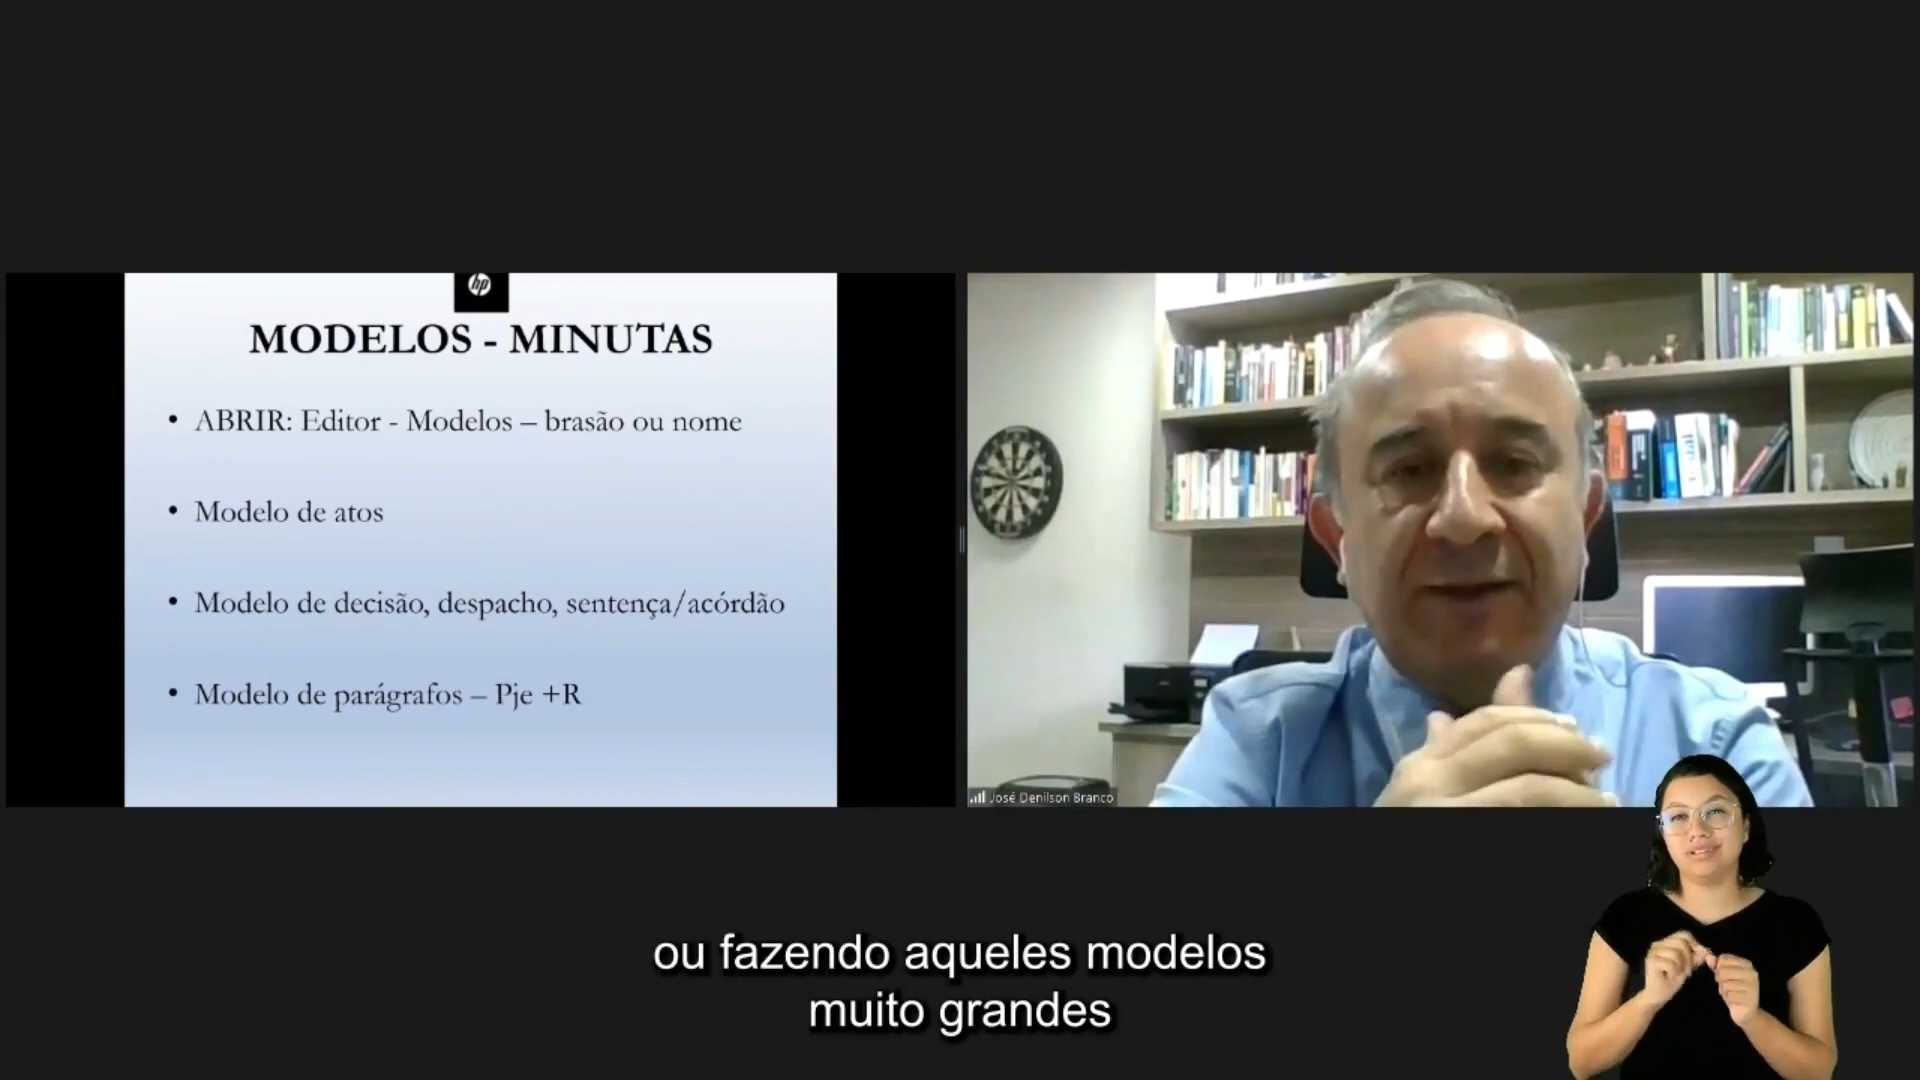 hp
MODELOS - MINUTAS
• ABRIR: Editor - Modelos – brasão ou nome
• Modelo de atos
• Modelo de decisão, despacho, sentença/acórdão
• Modelo de parágrafos – Pje +R
José Denilson Branco
ou fazendo aqueles modelos
muito grandes